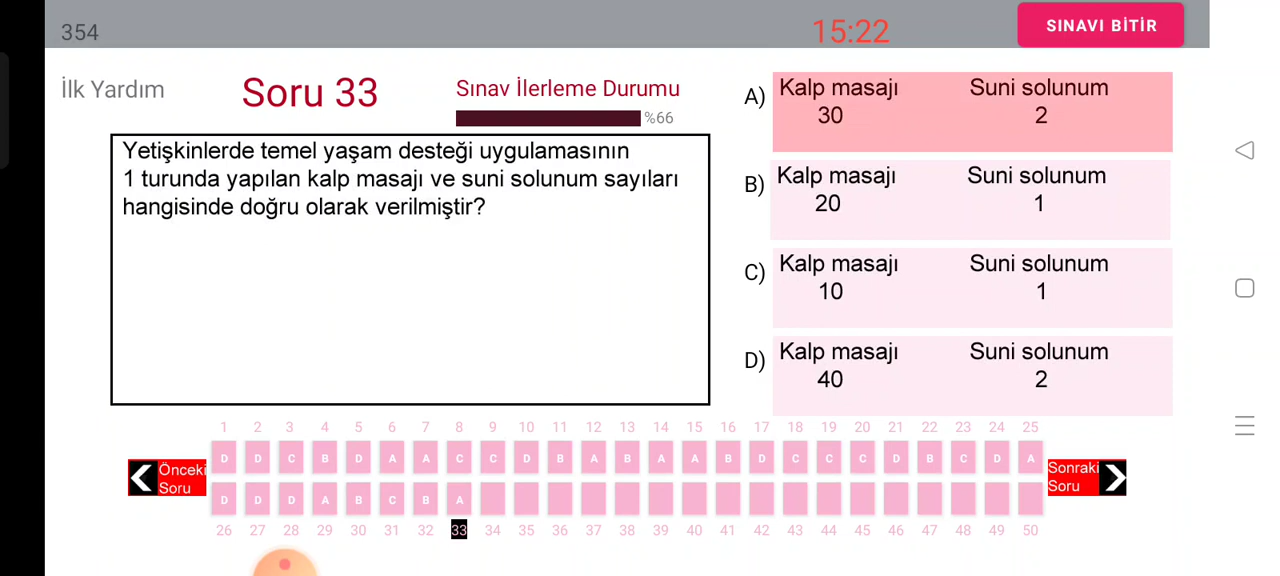 354
15:22
SINAVI BİTİR
İlk Yardım
Soru 33
Sınav İlerleme Durumu
%66
Yetişkinlerde temel yaşam desteği uygulamasının
1 turunda yapılan kalp masajı ve suni solunum sayıları
hangisinde doğru olarak verilmiştir?
A) Kalp masajı Suni solunum
30 2
B) Kalp masajı Suni solunum
20 1
C) Kalp masajı Suni solunum
10 1
D) Kalp masajı Suni solunum
40 2
1 2 3 4 5 6 7 8 9 10 11 12 13 14 15 16 17 18 19 20 21 22 23 24 25
D D C B D A A C C D B A B A A B D C C C D B C D A
Önceki
Soru
Sonraki
Soru
D D D A B C B A
26 27 28 29 30 31 32 33 34 35 36 37 38 39 40 41 42 43 44 45 46 47 48 49 50